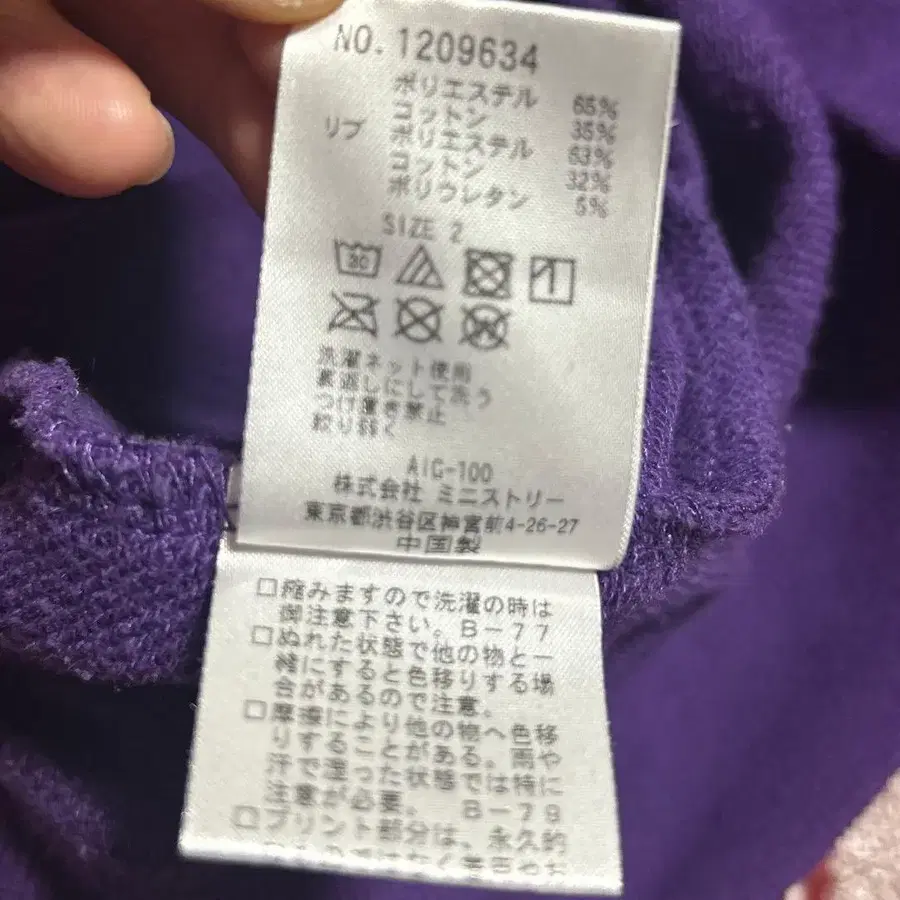 NO. 1209634
ポリエステル 65%
コットン 35%
リブ ポリエステル 63%
コットン 32%
ポリウレタン 5%
SIZE 2
30
洗濯ネット使用
裏返しにして洗う
つけ置き禁止
絞り弱く
AIG-100
株式会社 ミニストリー
東京都渋谷区神宮前4-26-27
中国製
□縮みますので洗濯の時は
御注意下さい。B-77
□ぬれた状態で他の物と一
緒にすると色移りする場
合があるので注意。
□摩擦により他の物へ色移
りすることがある。雨や
汗で湿った状態では特に
注意が必要。 B-79
□プリント部分は、永久的